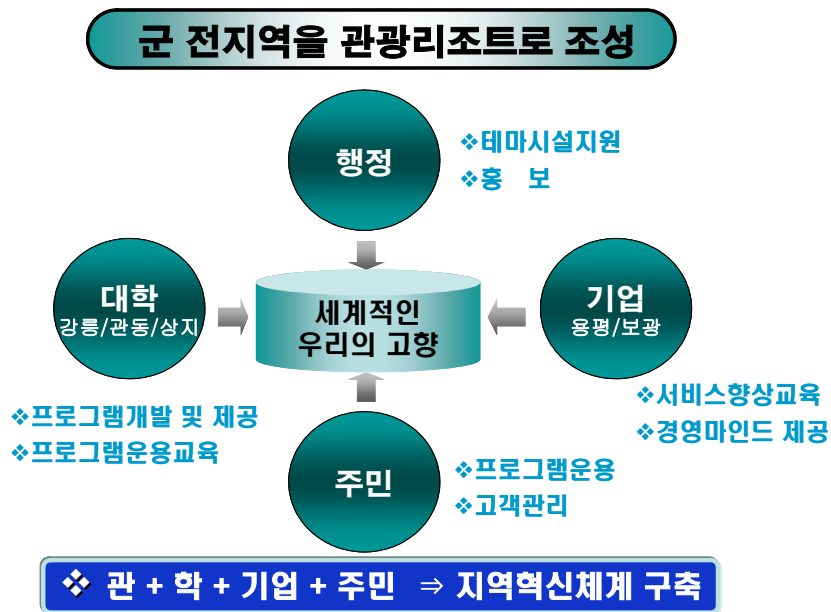 군 전지역을 관광리조트로 조성
행정
❖테마시설지원
❖홍 보
대학
강릉/관동/상지
세계적인
우리의 고향
기업
용평/보광
❖프로그램개발 및 제공
❖프로그램운용교육
❖서비스향상교육
❖경영마인드 제공
주민
❖프로그램운용
❖고객관리
❖ 관 + 학 + 기업 + 주민 ⇒ 지역혁신체계 구축